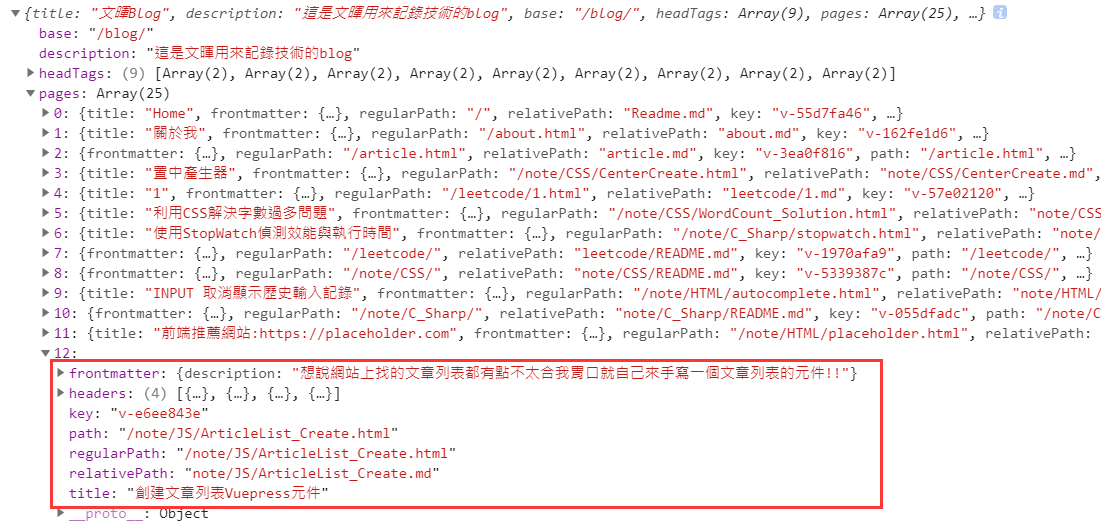 {title: "文暉Blog", description: "這是文暉用來記錄技術的blog", base: "/blog/", headTags: Array(9), pages: Array(25), …}
base: "/blog/"
description: "這是文暉用來記錄技術的blog"
headTags: (9) [Array(2), Array(2), Array(2), Array(2), Array(2), Array(2), Array(2), Array(2), Array(2)]
pages: Array(25)
0: {title: "Home", frontmatter: {…}, regularPath: "/", relativePath: "Readme.md", key: "v-55d7fa46", …}
1: {title: "關於我", frontmatter: {…}, regularPath: "/about.html", relativePath: "about.md", key: "v-162fe1d6", …}
2: {frontmatter: {…}, regularPath: "/article.html", relativePath: "article.md", key: "v-3ea0f816", path: "/article.html", …}
3: {title: "置中產生器", frontmatter: {…}, regularPath: "/note/CSS/CenterCreate.html", relativePath: "note/CSS/CenterCreate.md",
4: {title: "1", frontmatter: {…}, regularPath: "/leetcode/1.html", relativePath: "leetcode/1.md", key: "v-57e02120", …}
5: {title: "利用CSS解決字數過多問題", frontmatter: {…}, regularPath: "/note/CSS/WordCount_Solution.html", relativePath: "note/CSS
6: {title: "使用StopWatch偵測效能與執行時間", frontmatter: {…}, regularPath: "/note/C_Sharp/stopwatch.html", relativePath: "note/
7: {frontmatter: {…}, regularPath: "/leetcode/", relativePath: "leetcode/README.md", key: "v-1970afa9", path: "/leetcode/", …}
8: {frontmatter: {…}, regularPath: "/note/CSS/", relativePath: "note/CSS/README.md", key: "v-5339387c", path: "/note/CSS/", …}
9: {title: "INPUT 取消顯示歷史輸入記錄", frontmatter: {…}, regularPath: "/note/HTML/autocomplete.html", relativePath: "note/HTML/
10: {frontmatter: {…}, regularPath: "/note/C_Sharp/", relativePath: "note/C_Sharp/README.md", key: "v-055dfadc", path: "/note/C
11: {title: "前端推薦網站:https://placeholder.com", frontmatter: {…}, regularPath: "/note/HTML/placeholder.html", relativePath:
12:
frontmatter: {description: "想說網站上找的文章列表都有點不太合我胃口就自己來手寫一個文章列表的元件!!"}
headers: (4) [{…}, {…}, {…}, {…}]
key: "v-e6ee843e"
path: "/note/JS/ArticleList_Create.html"
regularPath: "/note/JS/ArticleList_Create.html"
relativePath: "note/JS/ArticleList_Create.md"
title: "創建文章列表Vuepress元件"
__proto__: Object